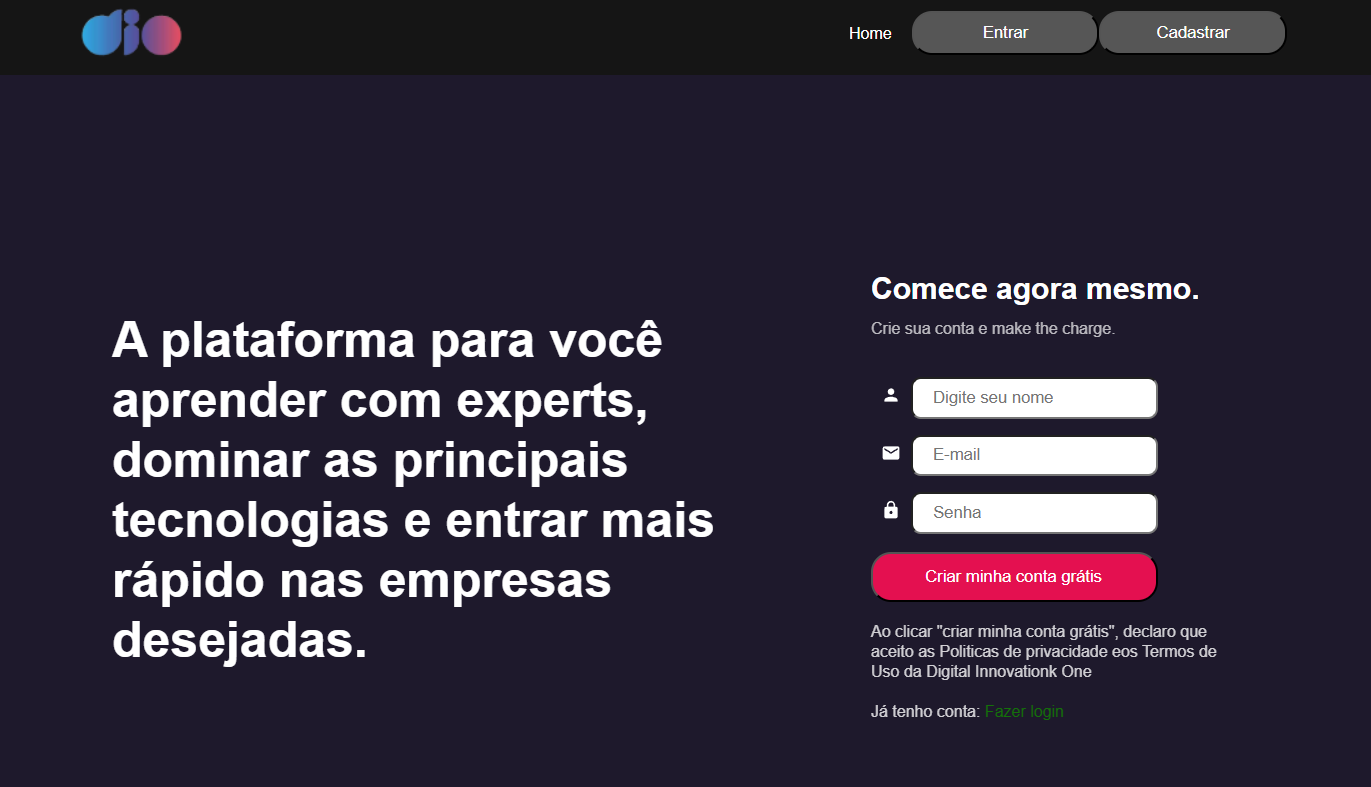 dio
Home
Entrar
Cadastrar
A plataforma para você
aprender com experts,
dominar as principais
tecnologias e entrar mais
rápido nas empresas
desejadas.
Comece agora mesmo.
Crie sua conta e make the charge.
Digite seu nome
E-mail
Senha
Criar minha conta grátis
Ao clicar "criar minha conta grátis", declaro que
aceito as Politicas de privacidade eos Termos de
Uso da Digital Innovationk One
Já tenho conta: Fazer login